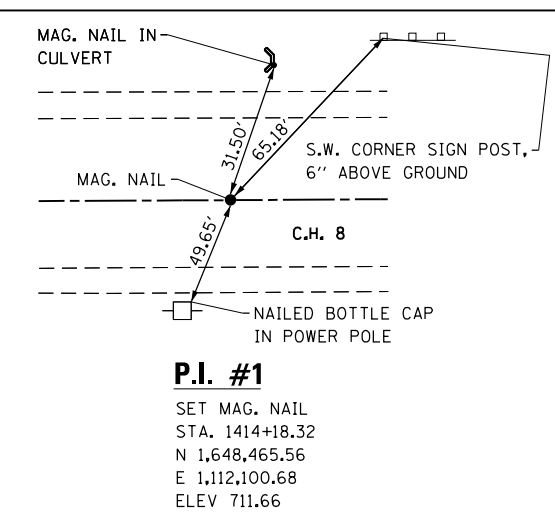 MAG. NAIL IN
CULVERT
31.50'
65.18'
S.W. CORNER SIGN POST,
6" ABOVE GROUND
MAG. NAIL
C.H. 8
49.65'
NAILED BOTTLE CAP
IN POWER POLE
P.I. #1
SET MAG. NAIL
STA. 1414+18.32
N 1,648,465.56
E 1,112,100.68
ELEV 711.66